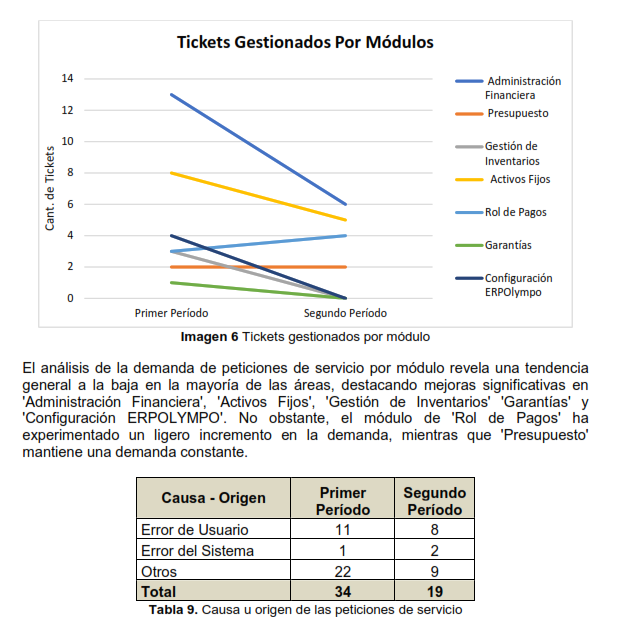 Tickets Gestionados Por Módulos
Cant. de Tickets
14
12
10
8
6
4
2
0
Primer Período
Segundo Período
Administración
Financiera
Presupuesto
Gestión de
Inventarios
Activos Fijos
Rol de Pagos
Garantías
Configuración
ERPOlympo
Imagen 6 Tickets gestionados por módulo
El análisis de la demanda de peticiones de servicio por módulo revela una tendencia
general a la baja en la mayoría de las áreas, destacando mejoras significativas en
'Administración Financiera', 'Activos Fijos', 'Gestión de Inventarios' 'Garantías' y
'Configuración ERPOLYMPO'. No obstante, el módulo de 'Rol de Pagos' ha
experimentado un ligero incremento en la demanda, mientras que 'Presupuesto'
mantiene una demanda constante.
Causa - Origen Primer Período Segundo Período
Error de Usuario 11 8
Error del Sistema 1 2
Otros 22 9
Total 34 19
Tabla 9. Causa u origen de las peticiones de servicio